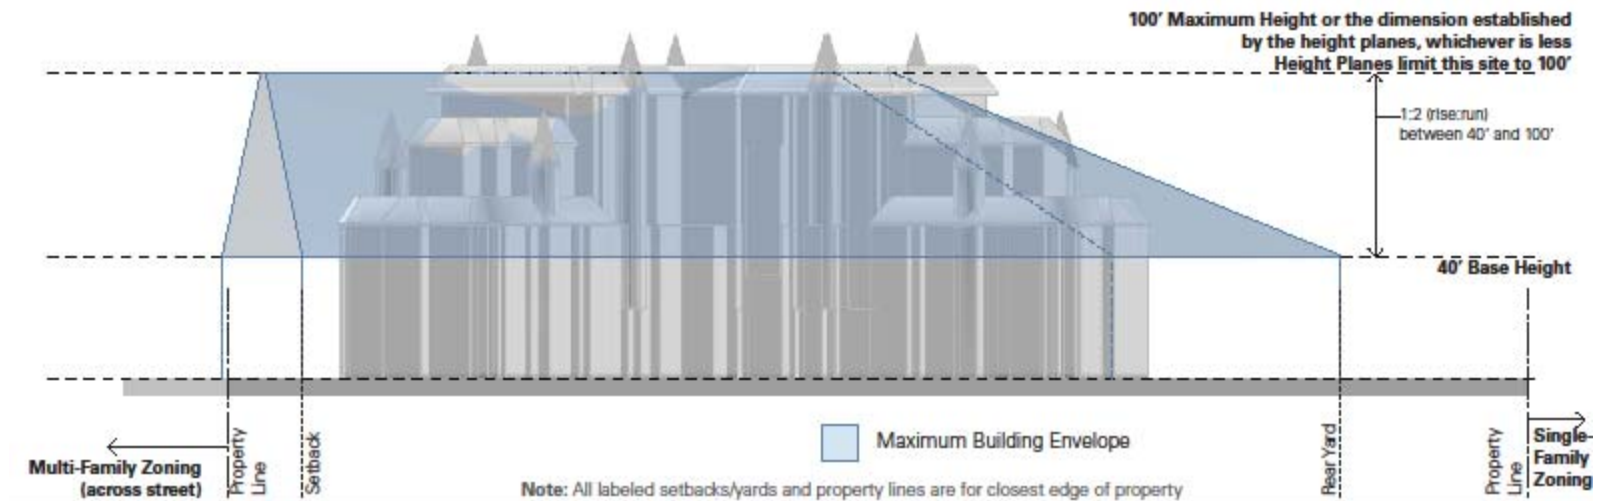 100' Maximum Height or the dimension established
by the height planes, whichever is less
Height Planes limit this site to 100'
1:2 (rise:run)
between 40' and 100'
40' Base Height
Multi-Family Zoning
(across street)
Property
Line
Setback
Maximum Building Envelope
Note: All labeled setbacks/yards and property lines are for closest edge of property
Rear Yard
Property
Line
Single-
Family
Zoning